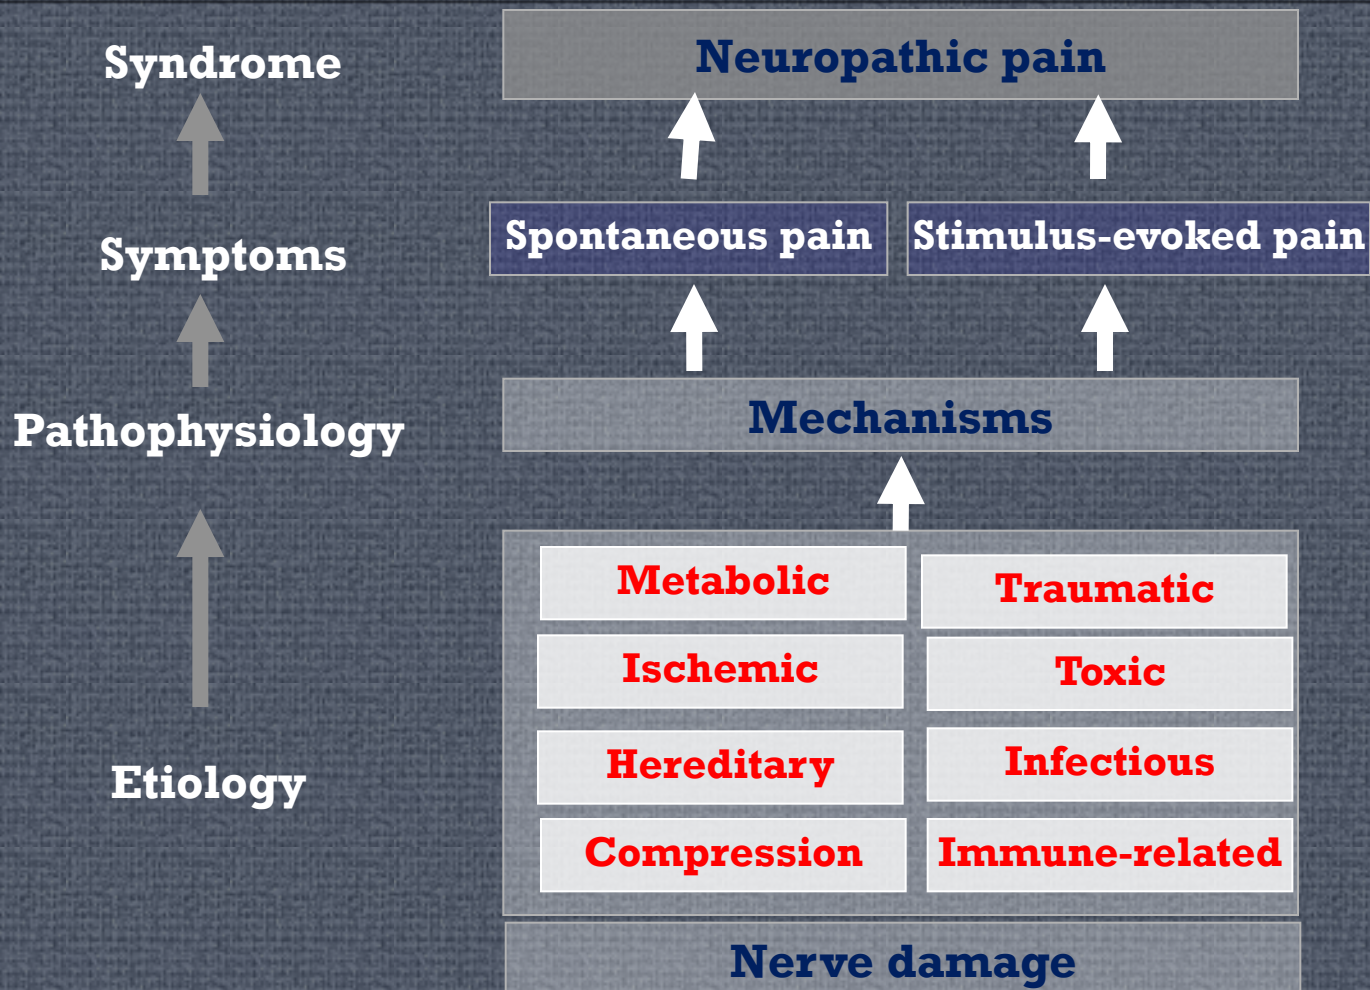 Syndrome
Neuropathic pain
Symptoms
Spontaneous pain
Stimulus-evoked pain
Pathophysiology
Mechanisms
Etiology
Metabolic
Traumatic
Ischemic
Toxic
Hereditary
Infectious
Compression
Immune-related
Nerve damage